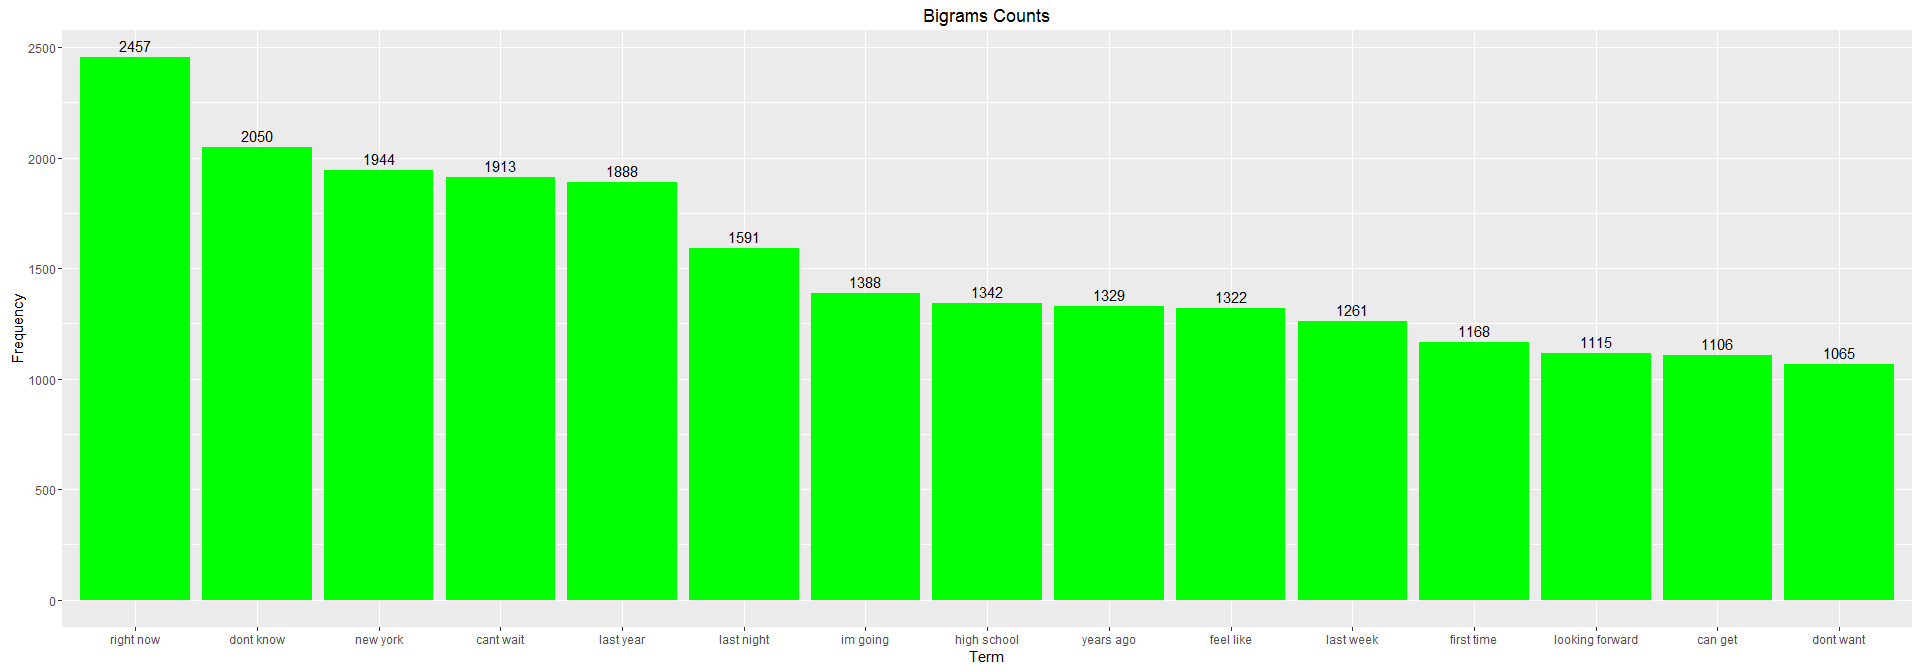 Bigrams Counts
2457
2050
1944
1913
1888
1591
1388
1342
1329
1322
1261
1168
1115
1106
1065
2500
2000
1500
1000
500
0
Frequency
right now
dont know
new york
cant wait
last year
last night
im going
high school
years ago
feel like
last week
first time
looking forward
can get
dont want
Term